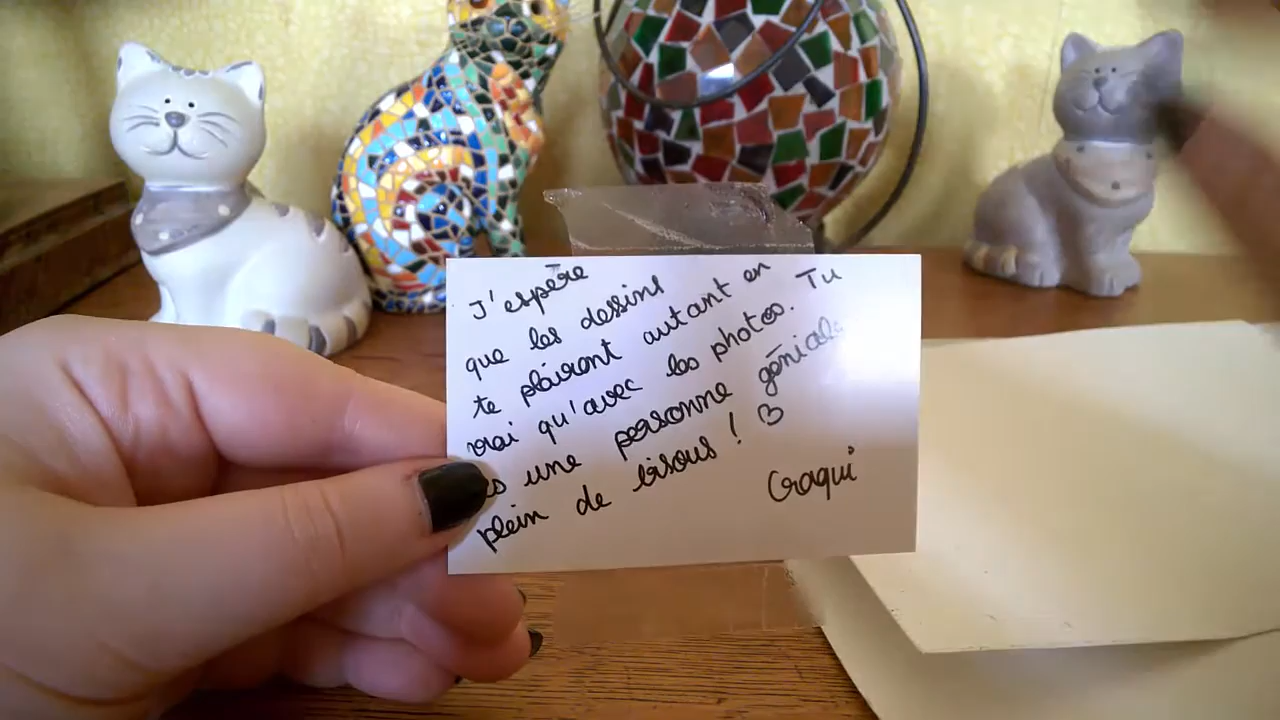 J'espère
que les dessins
te plairont autant en
vrai qu'avec les photos. Tu
es une personne géniale
plein de bisous ! <3
Craqui